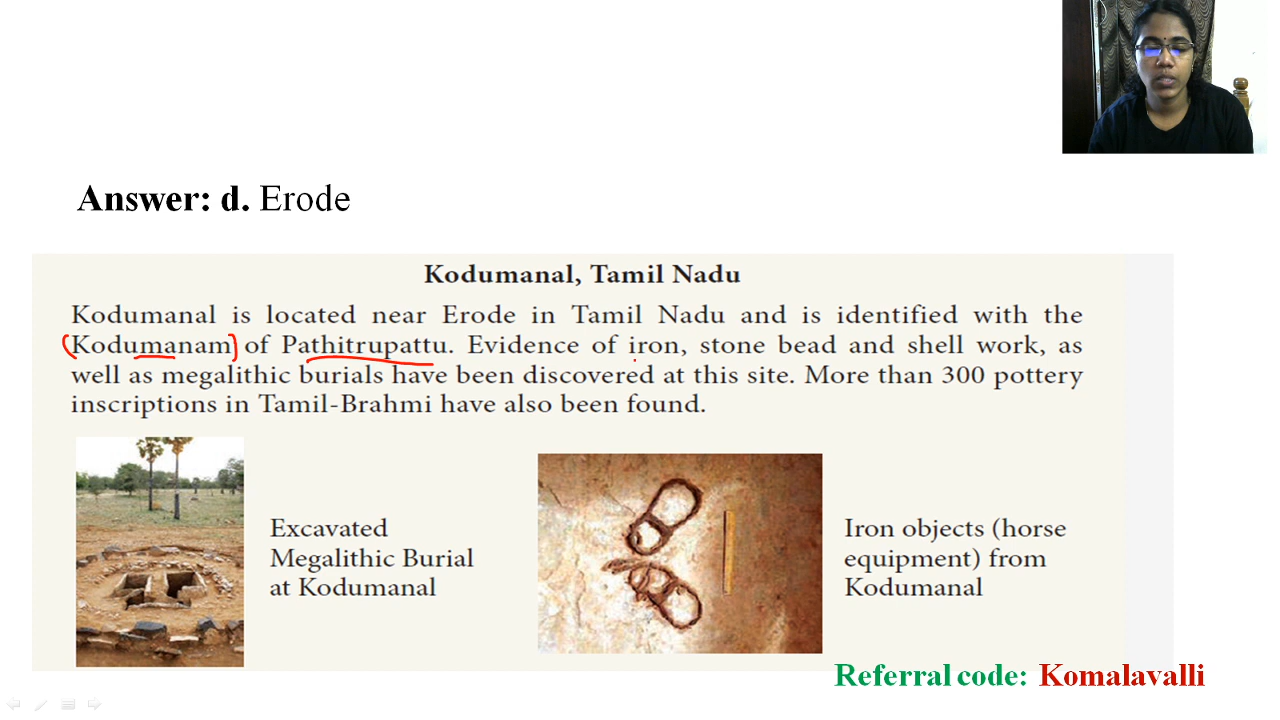 Answer: d. Erode
Kodumanal, Tamil Nadu
Kodumanal is located near Erode in Tamil Nadu and is identified with the
Kodumanam of Pathitrupattu. Evidence of iron, stone bead and shell work, as
well as megalithic burials have been discovered at this site. More than 300 pottery
inscriptions in Tamil-Brahmi have also been found.
Excavated
Megalithic Burial
at Kodumanal
Iron objects (horse
equipment) from
Kodumanal
Referral code: Komalavalli